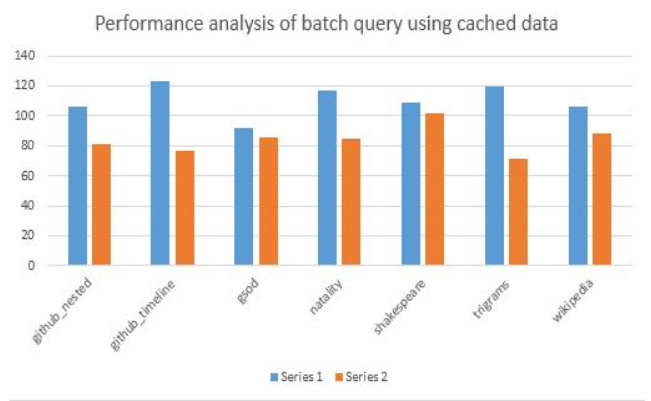 Performance analysis of batch query using cached data
140
120
100
80
60
40
20
0
github_nested
github_timeline
gsod
natality
shakespeare
trigrams
wikipedia
Series 1 Series 2